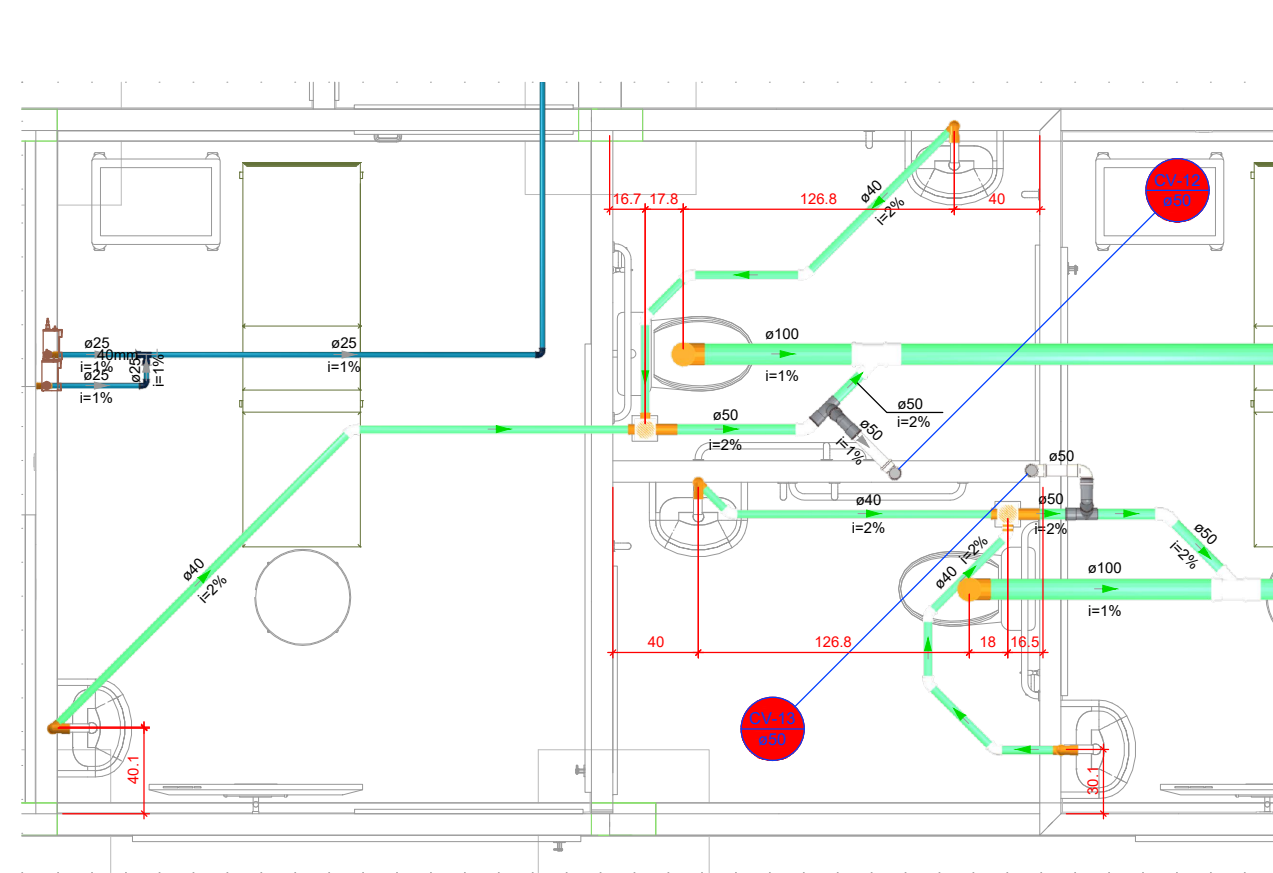 CV-12
ø50
ø40
i=2%
16.7
17.8
126.8
40
ø25
40mm
i=1%
ø25
i=1%
ø25
i=1%
ø25
i=1%
ø100
i=1%
ø50
i=2%
ø50
i=2%
ø50
i=1%
ø50
ø40
i=2%
ø50
i=2%
ø50
i=2%
ø40
i=2%
ø100
i=1%
ø40
i=2%
40
126.8
18
16.5
CV-13
ø50
40.1
30.1